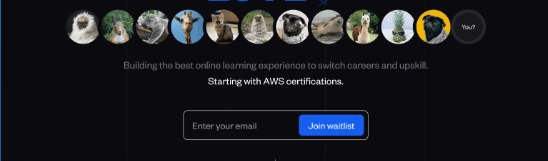 You?
Building the best online learning experience to switch careers and upskill.
Starting with AWS certifications.
Enter your email
Join waitlist